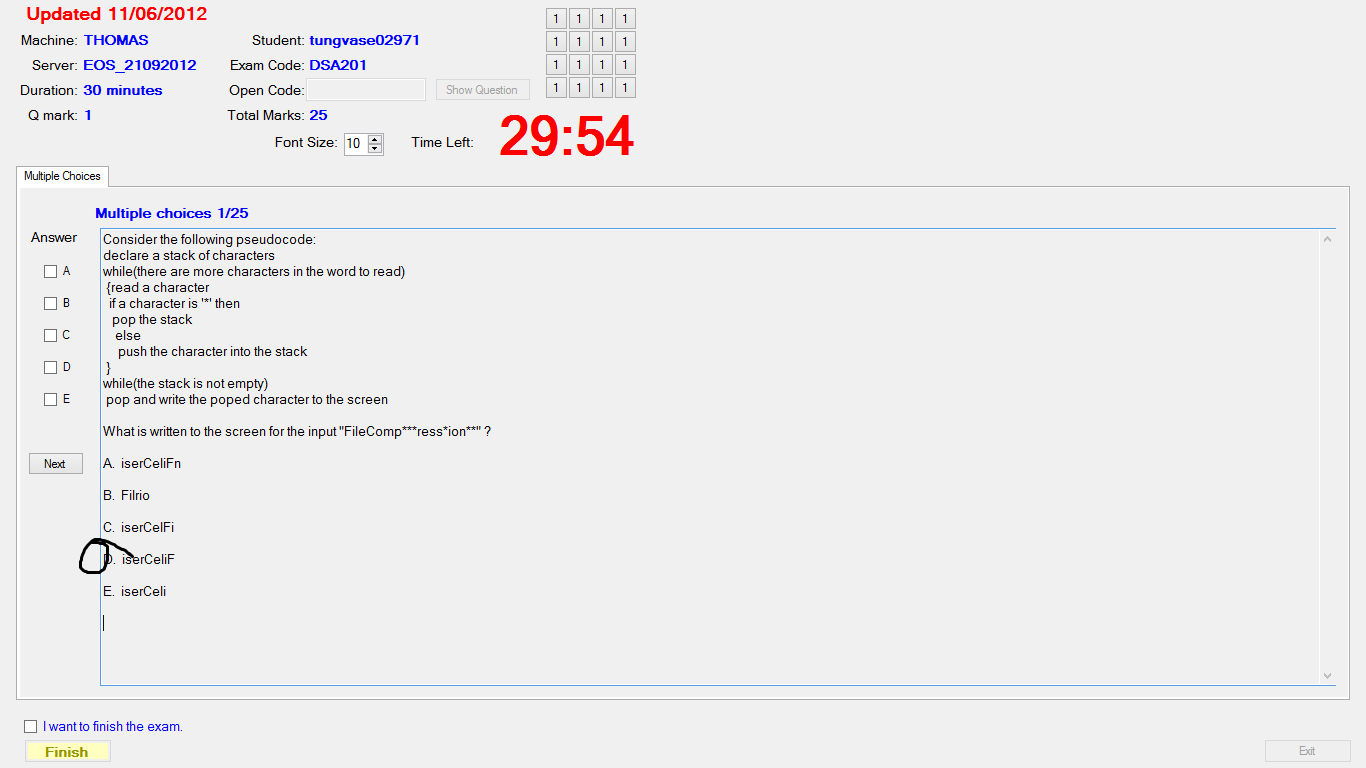 Updated 11/06/2012
Machine: THOMAS Student: tungvase02971
Server: EOS_21092012 Exam Code: DSA201
Duration: 30 minutes Open Code: Show Question
Q mark: 1 Total Marks: 25
1 1 1 1
1 1 1 1
1 1 1 1
1 1 1 1
Font Size: 10 Time Left: 29:54
Multiple Choices
Multiple choices 1/25
Answer
A
B
C
D
E
Next
Consider the following pseudocode:
declare a stack of characters
while(there are more characters in the word to read)
{read a character
if a character is '*' then
pop the stack
else
push the character into the stack
}
while(the stack is not empty)
pop and write the poped character to the screen
What is written to the screen for the input "FileComp***ress*ion**" ?
A. iserCeliFn
B. Filrio
C. iserCelFi
D. iserCeliF
E. iserCeli
I want to finish the exam.
Finish
Exit